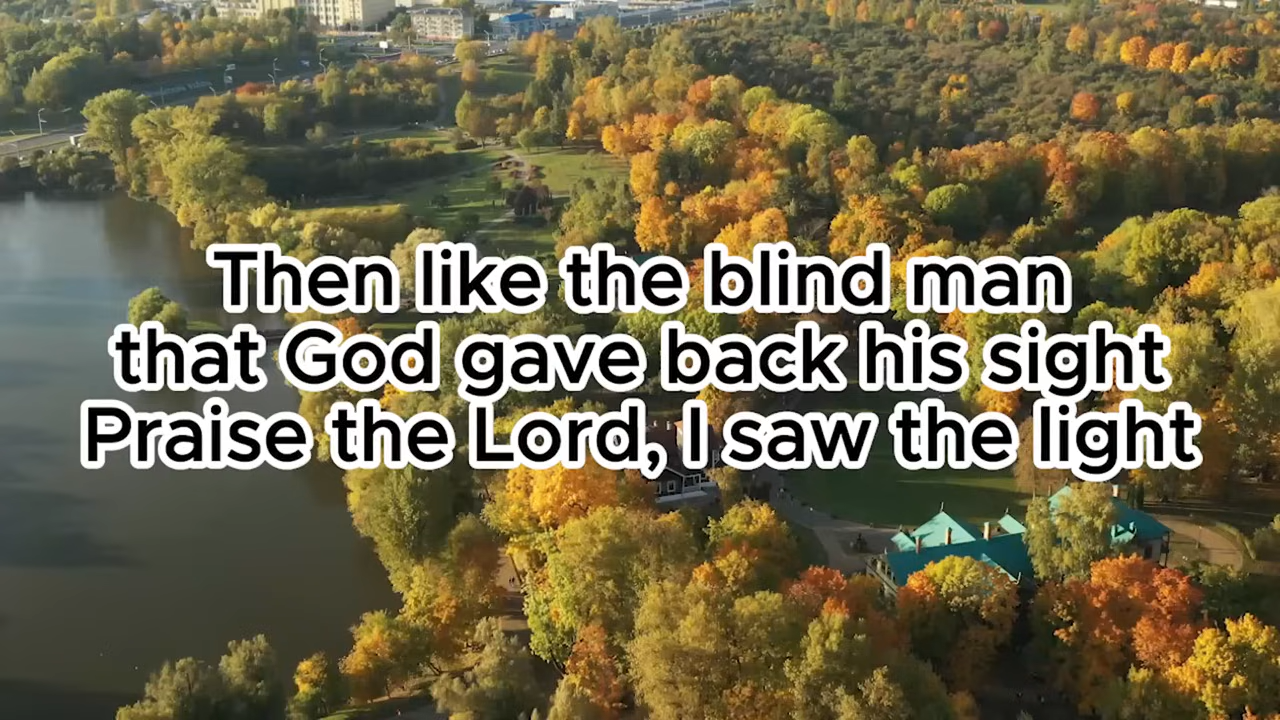 Then like the blind man
that God gave back his sight
Praise the Lord, I saw the light